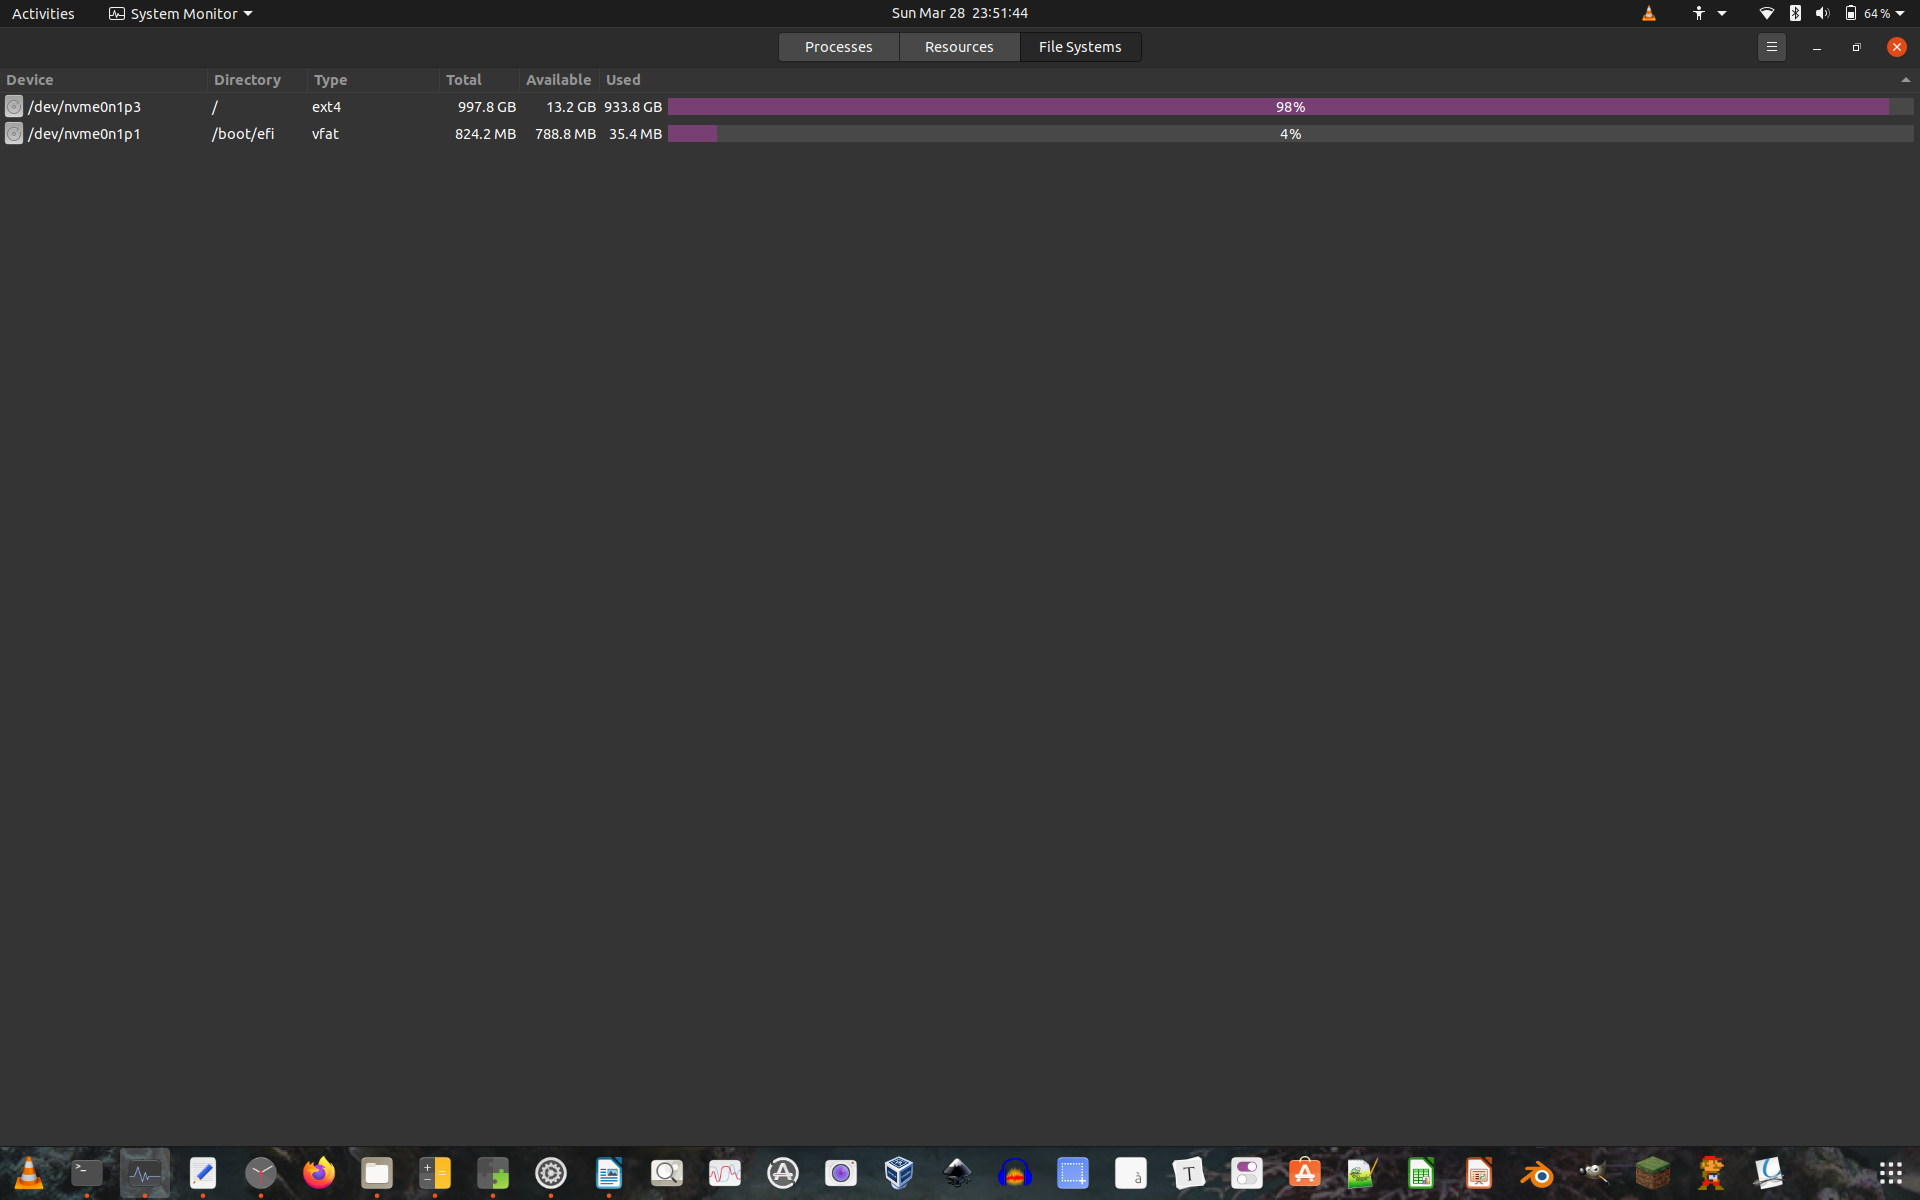 Activities System Monitor Sun Mar 28 23:51:44 64 %
Processes Resources File Systems
Device Directory Type Total Available Used
/dev/nvme0n1p3 / ext4 997.8 GB 13.2 GB 933.8 GB 98%
/dev/nvme0n1p1 /boot/efi vfat 824.2 MB 788.8 MB 35.4 MB 4%